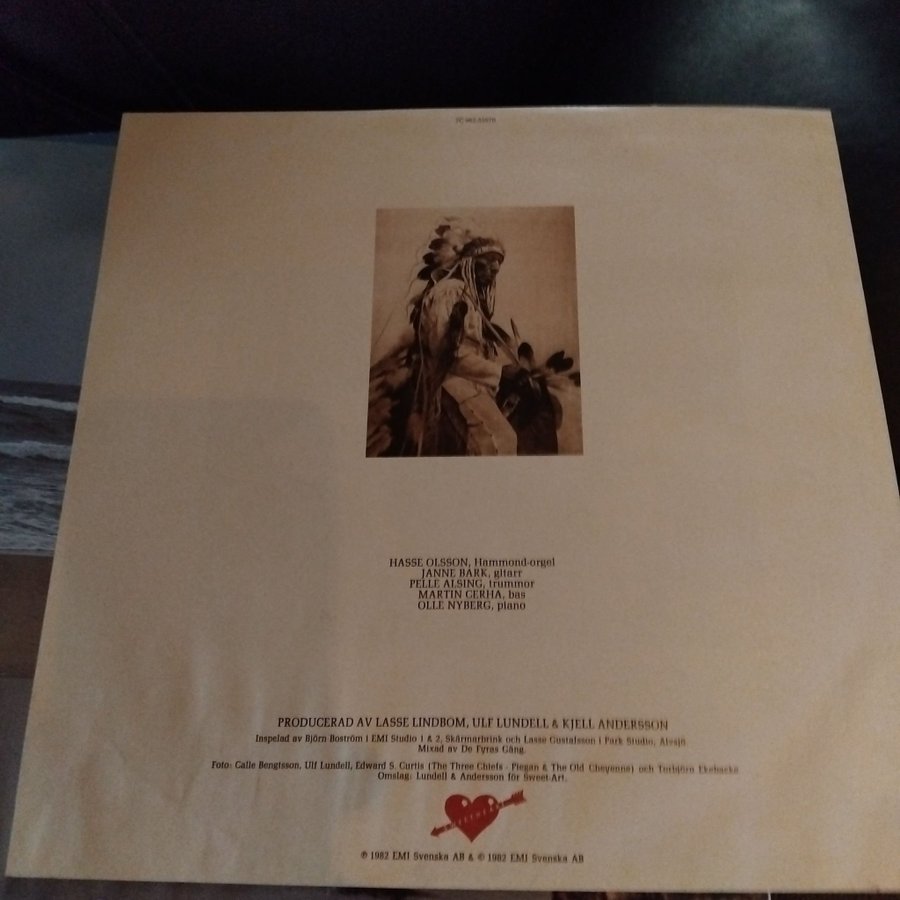 HASSE OLSSON, Hammond-orgel
JANNE BARK, gitarr
PELLE ALSING, trummor
MARTIN CERHA, bas
OLLE NYBERG, piano
PRODUCERAD AV LASSE LINDBOM, ULF LUNDELL & KJELL ANDERSSON
Inspelad av Björn Boström i EMI Studio 1 & 2, Skärmarbrink och Lasse Gustafsson i Park Studio, Älvsjö
Mixad av De Fyras Gäng.
Foto: Calle Bengtsson, Ulf Lundell, Edward S. Curtis (The Three Chiefs - Piegan & The Old Cheyenne) och Torbjörn Ekebacke
Omslag: Lundell & Andersson för Sweet Art.
℗ 1982 EMI Svenska AB & © 1982 EMI Svenska AB